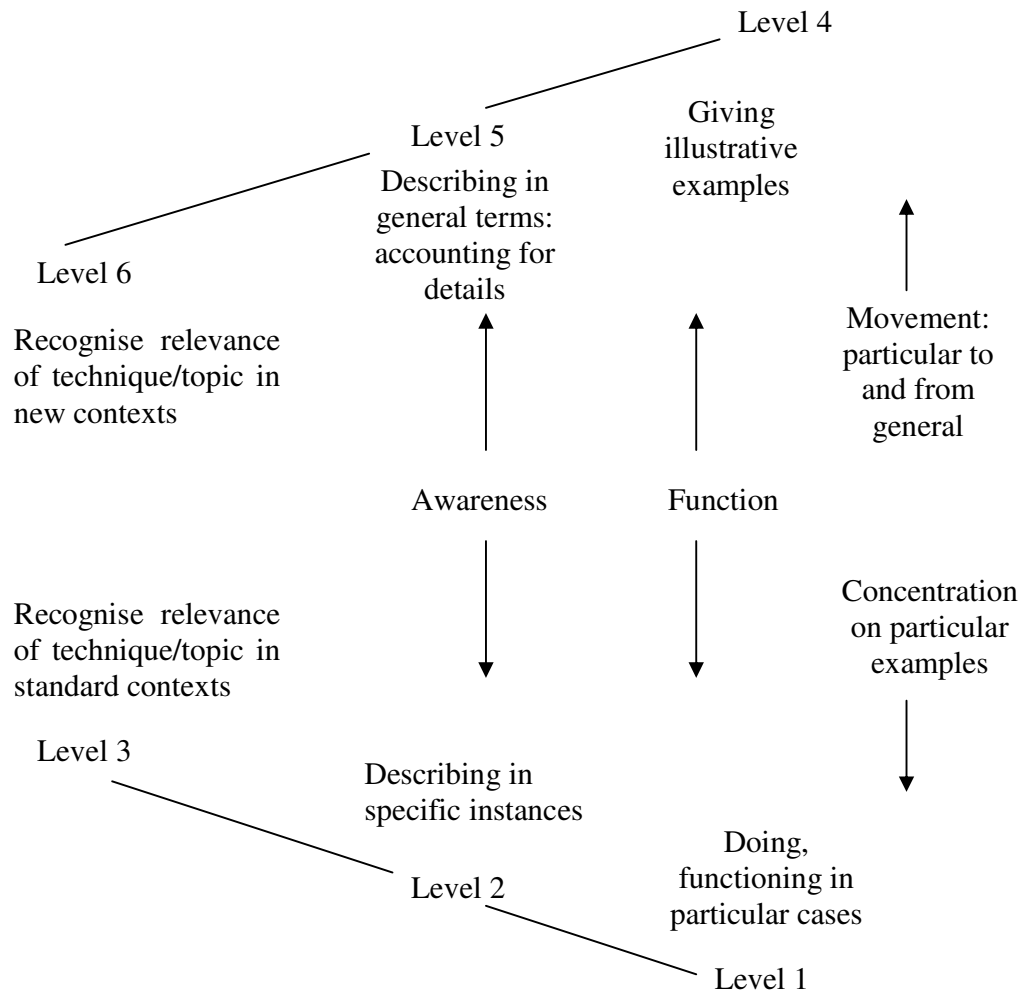 Level 4
Giving
illustrative
examples
Level 5
Describing in
general terms:
accounting for
details
Level 6
Recognise relevance
of technique/topic in
new contexts
Movement:
particular to
and from
general
Awareness
Function
Recognise relevance
of technique/topic in
standard contexts
Concentration
on particular
examples
Level 3
Describing in
specific instances
Level 2
Doing,
functioning in
particular cases
Level 1